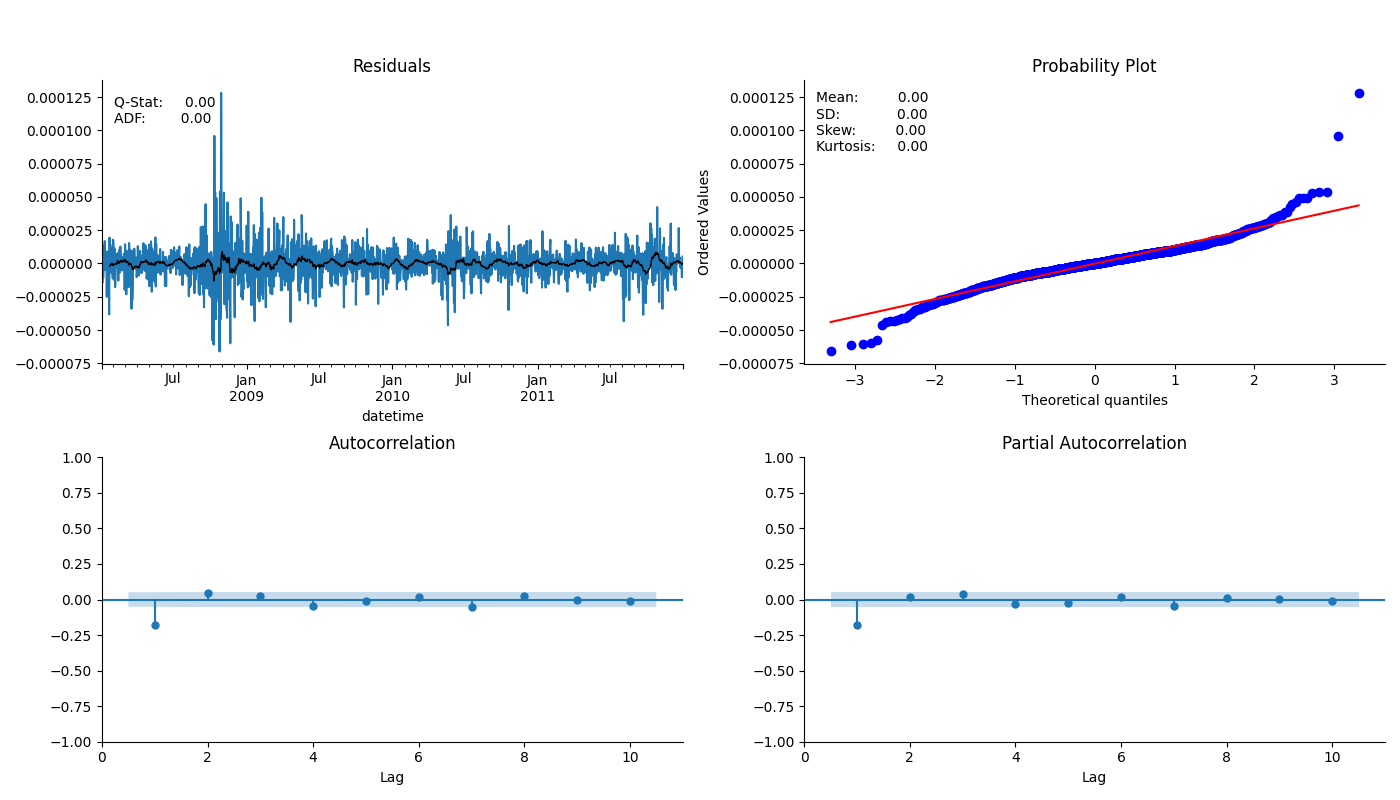 Residuals
Q-Stat: 0.00
ADF: 0.00
0.000125
0.000100
0.000075
0.000050
0.000025
0.000000
−0.000025
−0.000050
−0.000075
Jul Jan Jul Jan Jul Jan Jul
2009 2010 2011
datetime
Probability Plot
Mean: 0.00
SD: 0.00
Skew: 0.00
Kurtosis: 0.00
Ordered Values
0.000125
0.000100
0.000075
0.000050
0.000025
0.000000
−0.000025
−0.000050
−0.000075
−3 −2 −1 0 1 2 3
Theoretical quantiles
Autocorrelation
1.00
0.75
0.50
0.25
0.00
−0.25
−0.50
−0.75
−1.00
0 2 4 6 8 10
Lag
Partial Autocorrelation
1.00
0.75
0.50
0.25
0.00
−0.25
−0.50
−0.75
−1.00
0 2 4 6 8 10
Lag